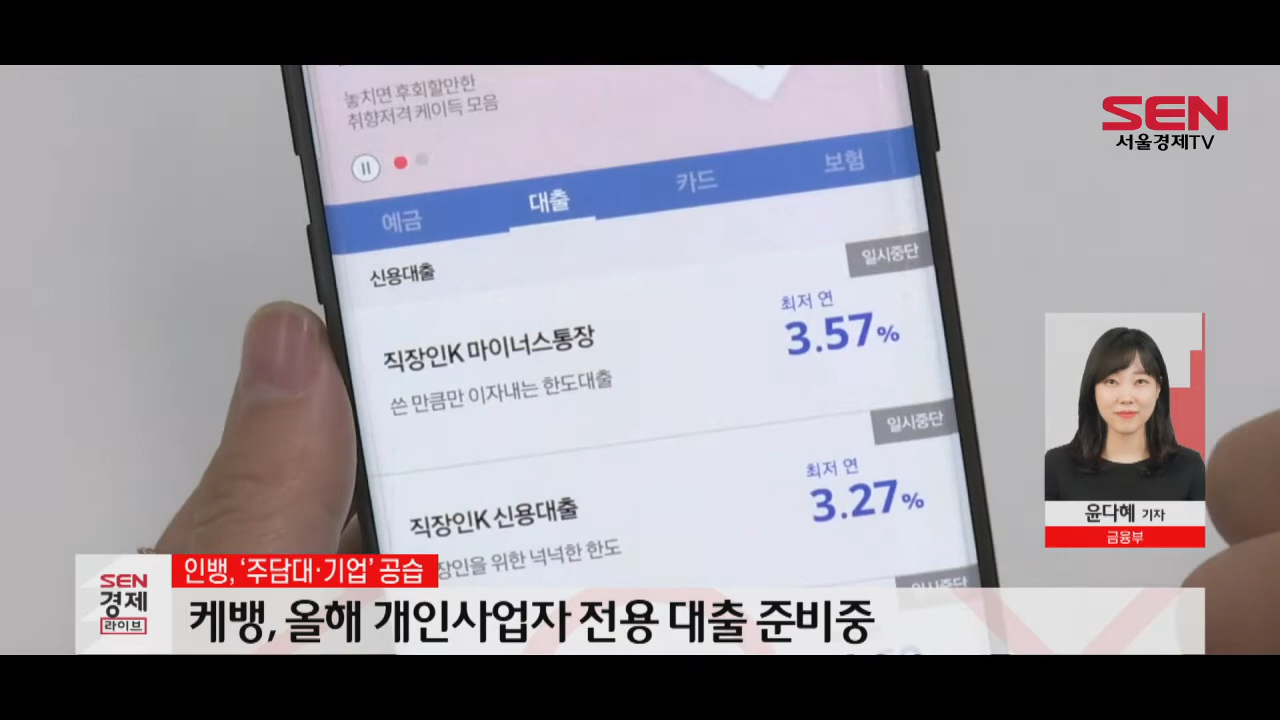 놓치면 후회할만한
취향저격 케이득 모음
SEN
서울경제TV
예금 대출 카드 보험
신용대출
일시중단
직장인K 마이너스통장
최저 연
3.57%
쓴 만큼만 이자내는 한도대출
일시중단
직장인K 신용대출
최저 연
3.27%
장인을 위한 넉넉한 한도
일시중단
윤다혜 기자
금융부
SEN
경제
라이브
인뱅, ‘주담대·기업’ 공습
케뱅, 올해 개인사업자 전용 대출 준비중